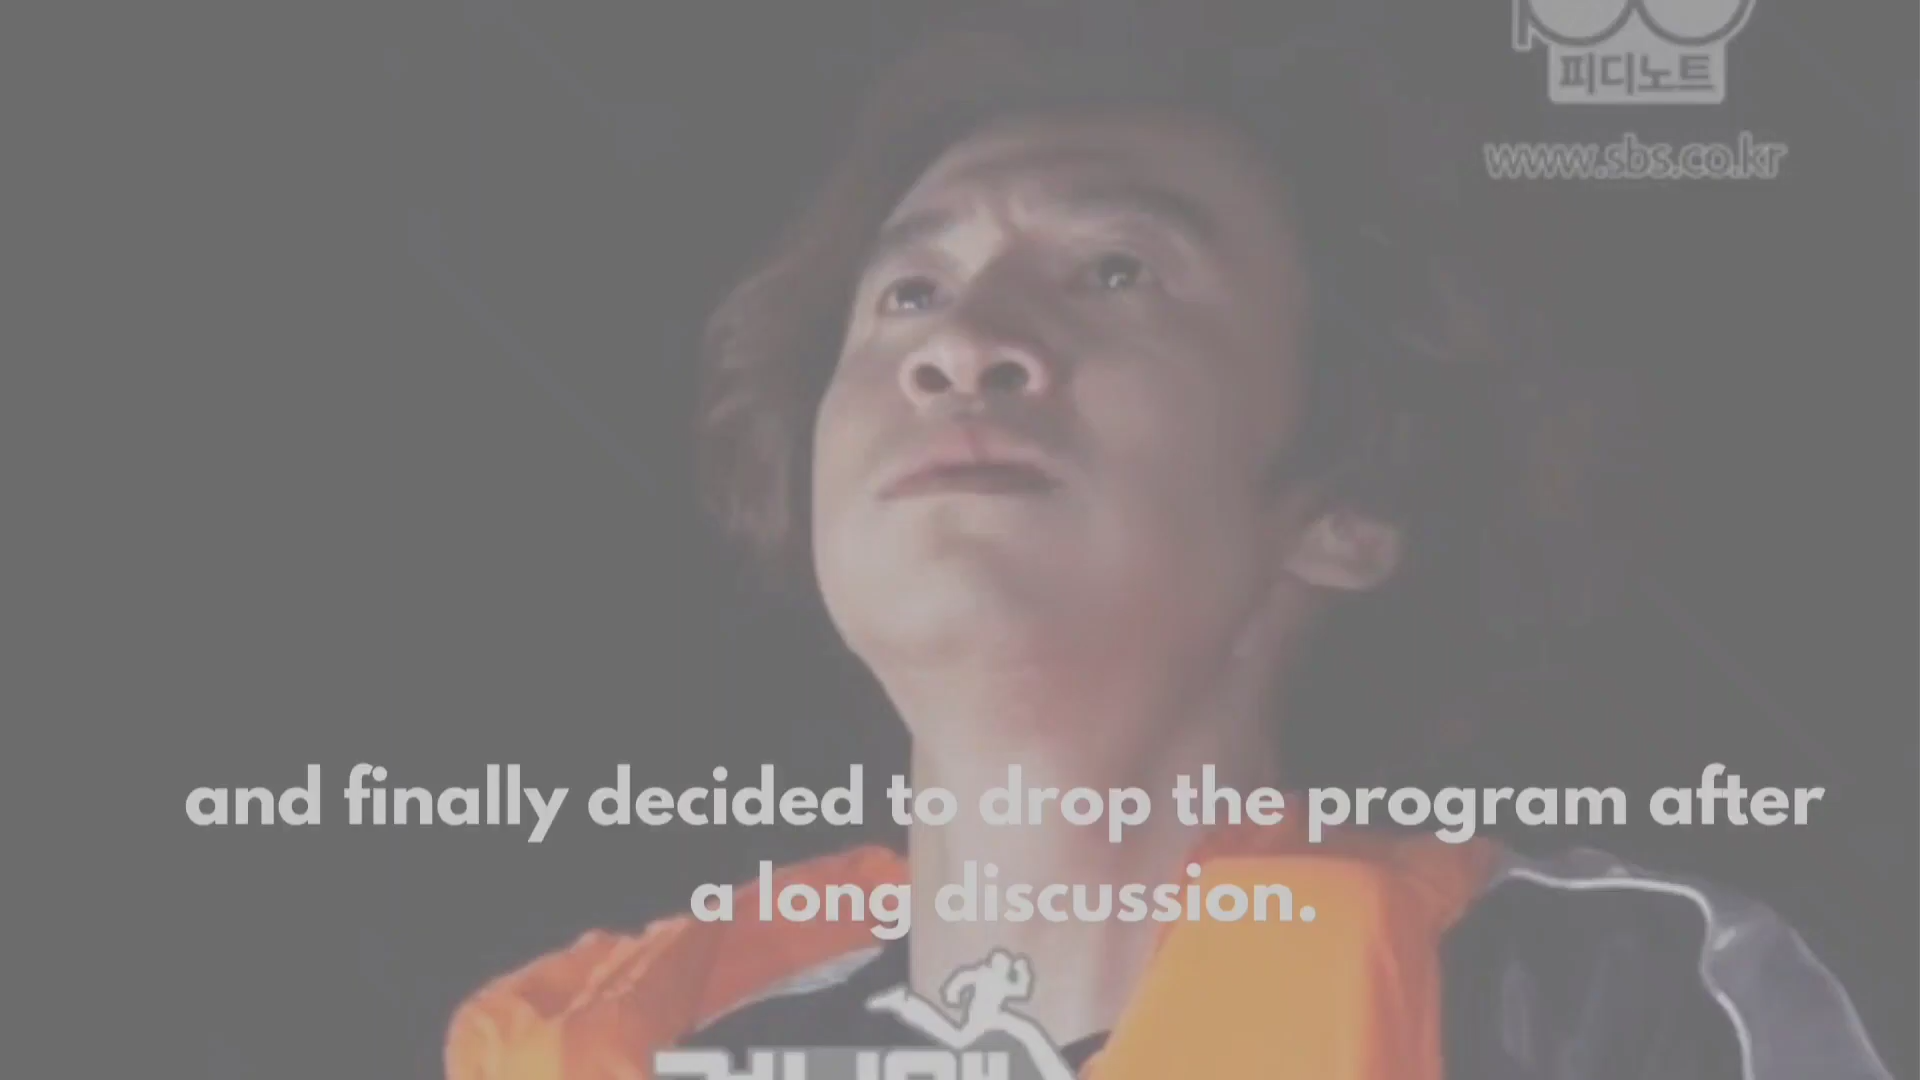 피디노트
www.sbs.co.kr
and finally decided to drop the program after
a long discussion.